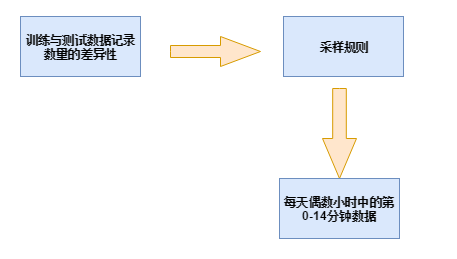 训练与测试数据记录
数量的差异性
采样规则
每天偶数小时中的第
0-14分钟数据